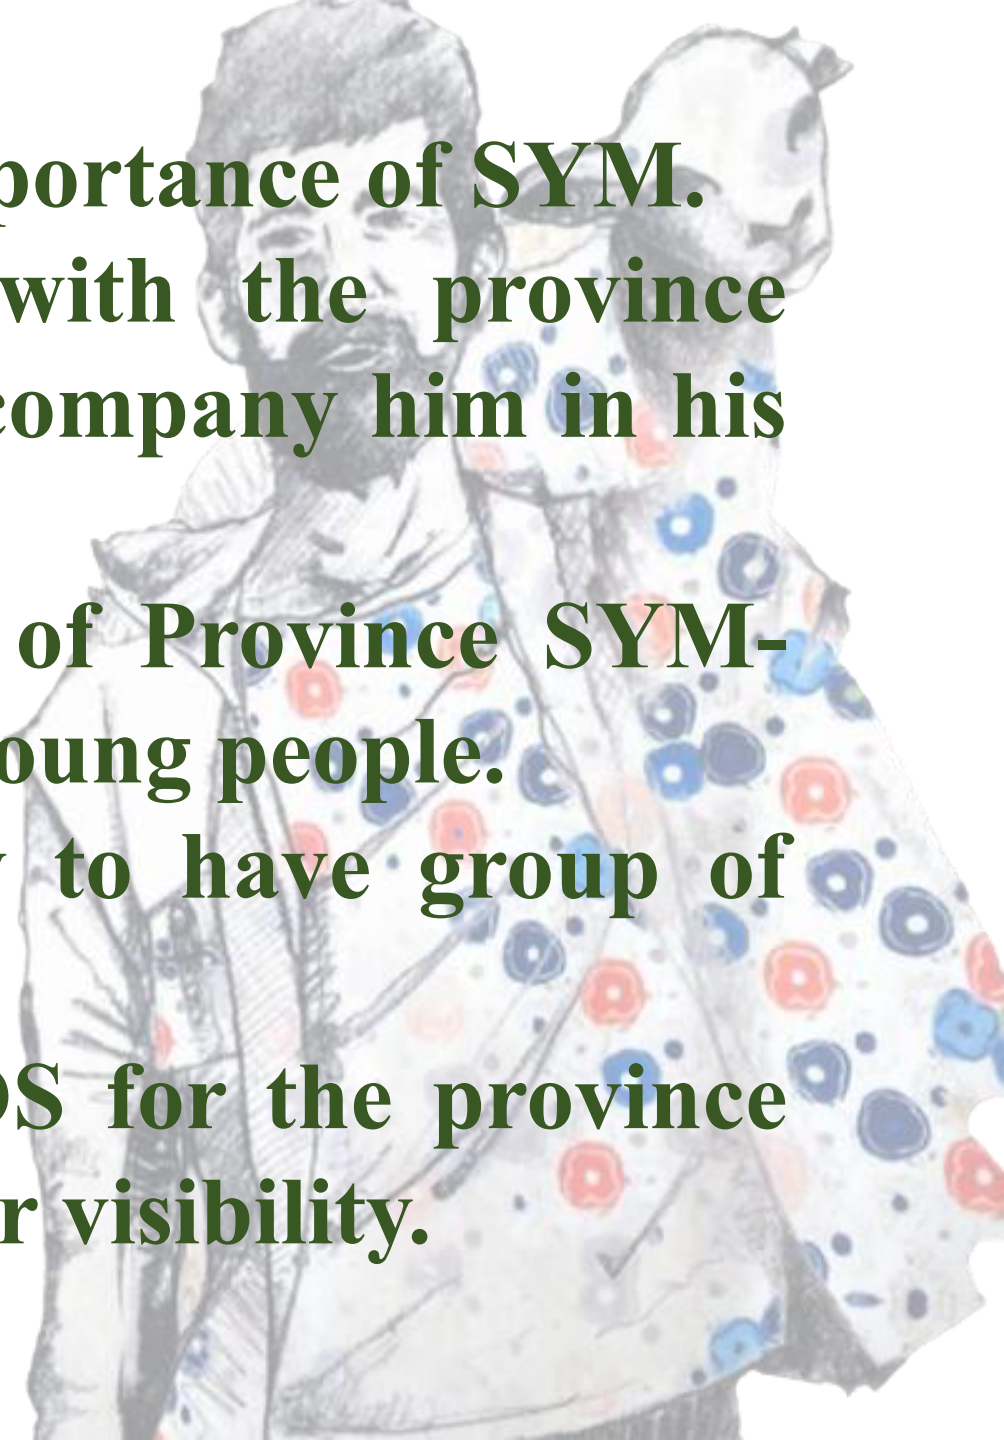 portance of SYM.
with the province
company him in his
of Province SYM-
oung people.
to have group of
OS for the province
r visibility.